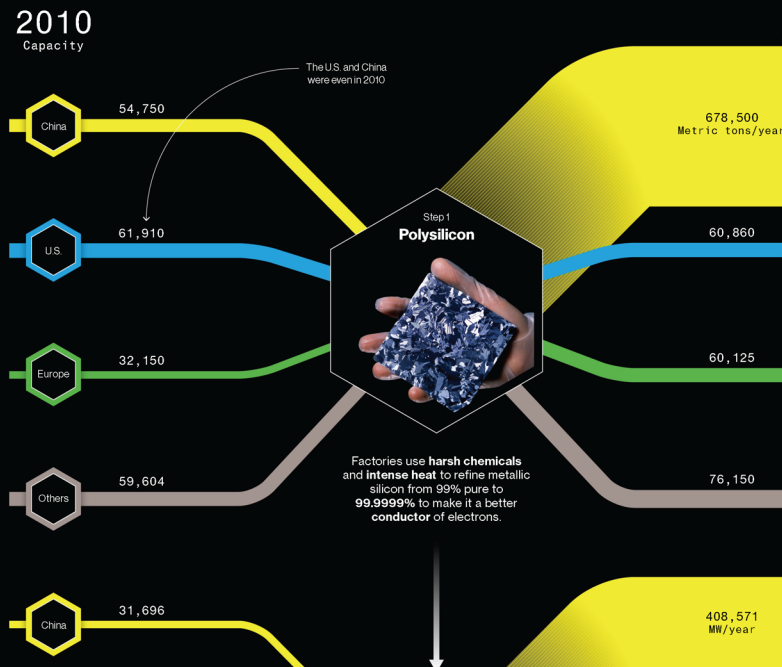 2010
Capacity
The U.S. and China
were even in 2010
China
54,750
678,500
Metric tons/year
Step 1
Polysilicon
U.S.
61,910
60,860
Europe
32,150
60,125
Others
59,604
76,150
Factories use harsh chemicals
and intense heat to refine metallic
silicon from 99% pure to
99.9999% to make it a better
conductor of electrons.
China
31,696
408,571
MW/year